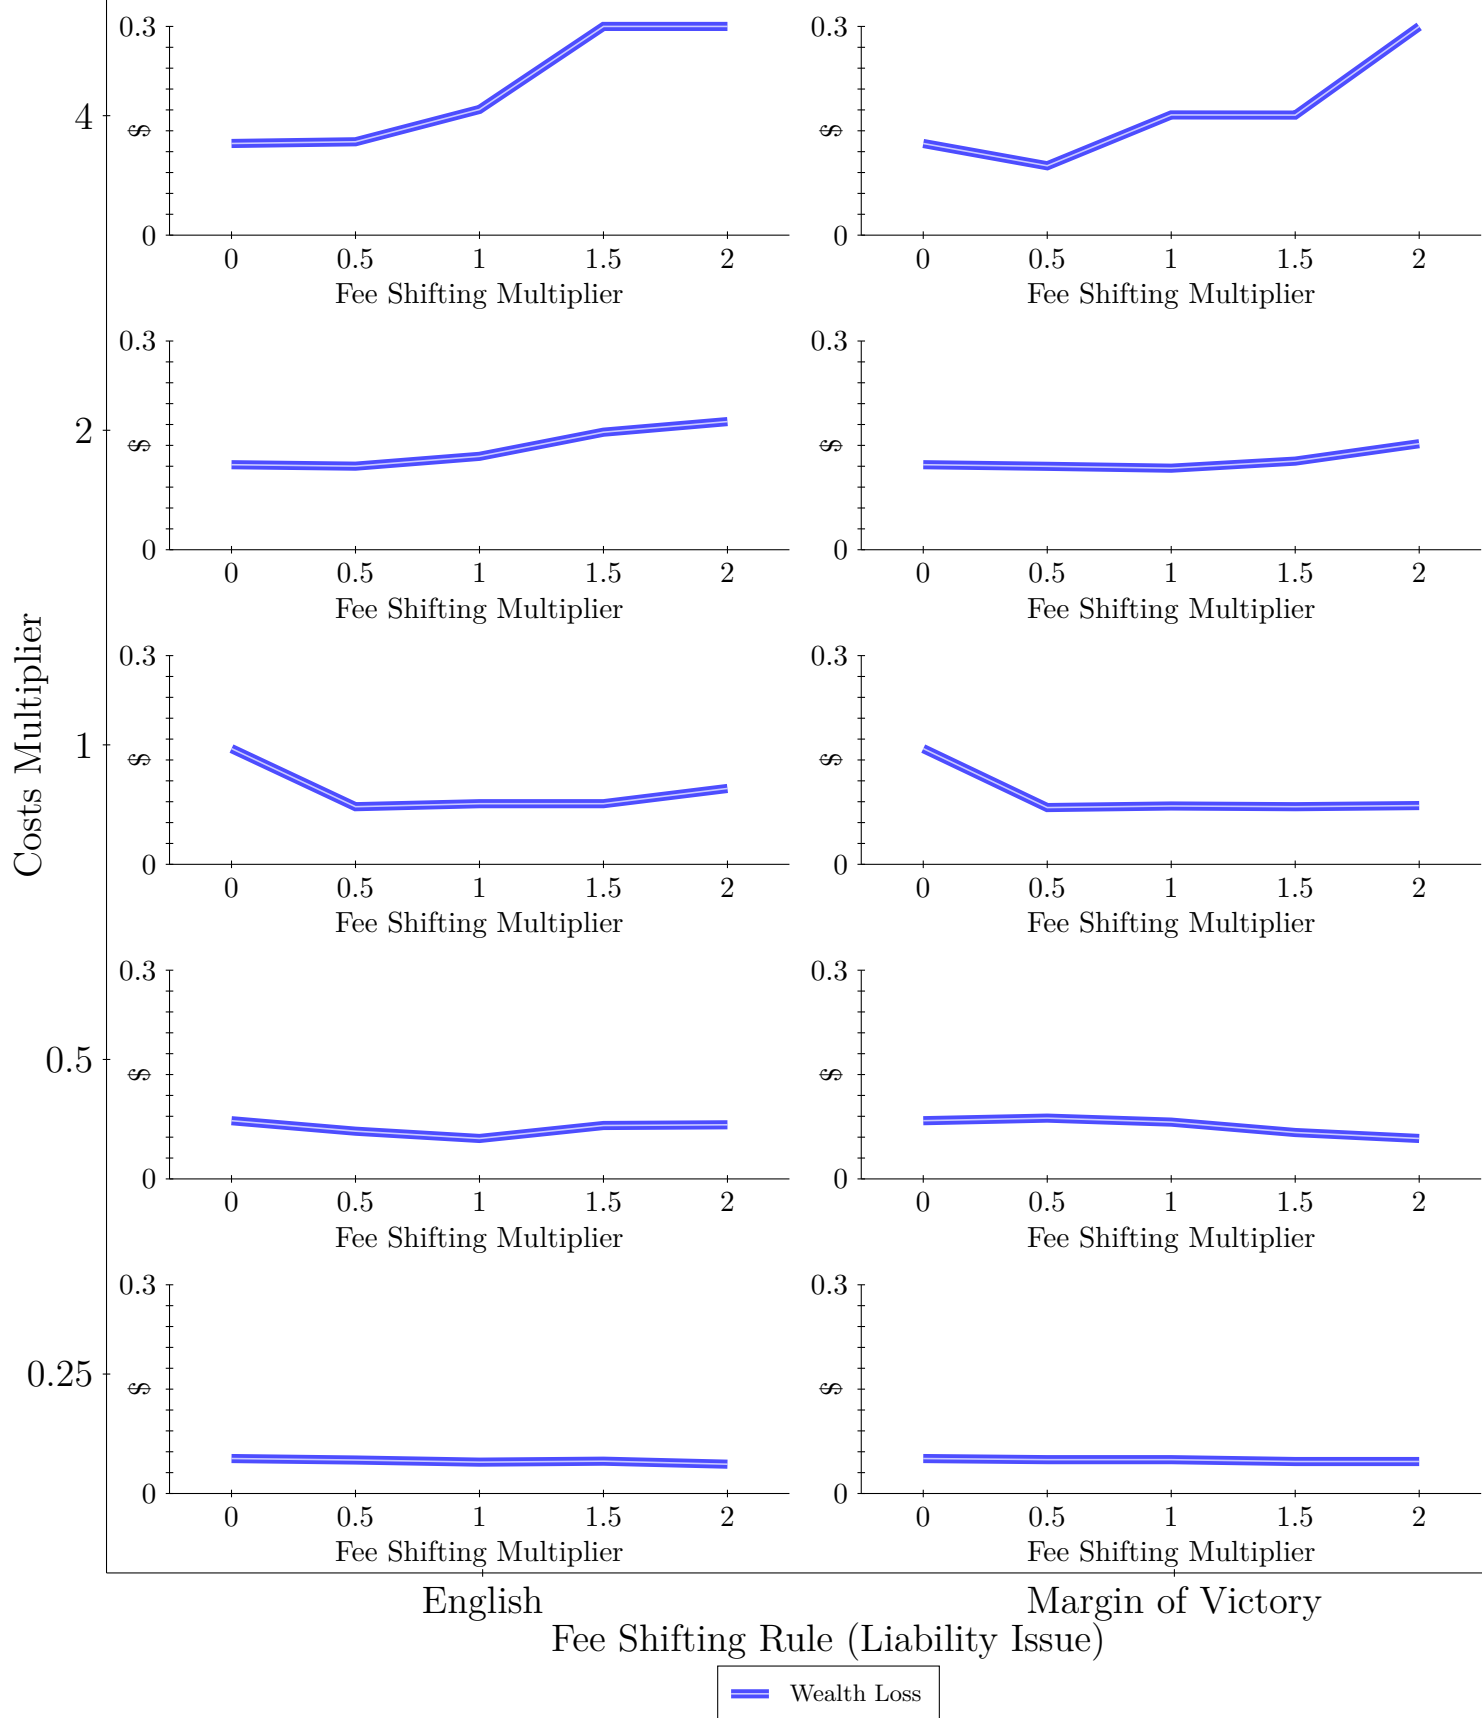 0.3
0.3
4
$
$
0
0
0 0.5 1 1.5 2
0 0.5 1 1.5 2
Fee Shifting Multiplier
Fee Shifting Multiplier
0.3
0.3
2
$
$
0
0
0 0.5 1 1.5 2
0 0.5 1 1.5 2
Fee Shifting Multiplier
Fee Shifting Multiplier
Costs Multiplier
0.3
0.3
1
$
$
0
0
0 0.5 1 1.5 2
0 0.5 1 1.5 2
Fee Shifting Multiplier
Fee Shifting Multiplier
0.3
0.3
0.5
$
$
0
0
0 0.5 1 1.5 2
0 0.5 1 1.5 2
Fee Shifting Multiplier
Fee Shifting Multiplier
0.3
0.3
0.25
$
$
0
0
0 0.5 1 1.5 2
0 0.5 1 1.5 2
Fee Shifting Multiplier
Fee Shifting Multiplier
English
Margin of Victory
Fee Shifting Rule (Liability Issue)
Wealth Loss